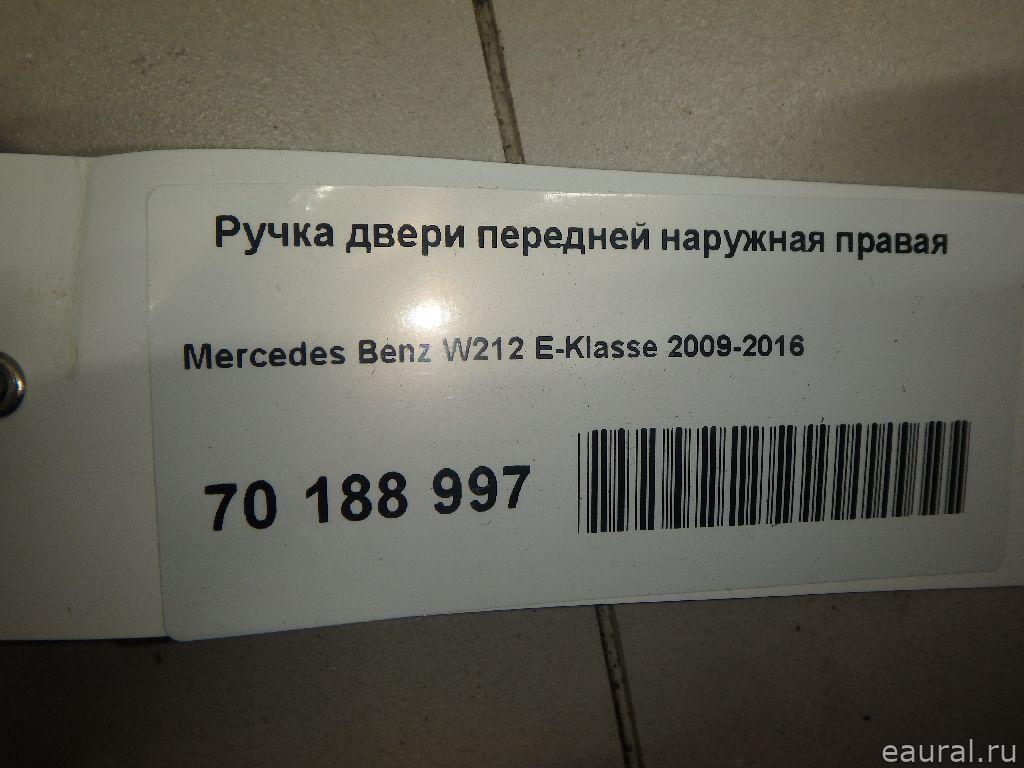 Ручка двери передней наружная правая
Mercedes Benz W212 E-Klasse 2009-2016
70 188 997
eaural.ru